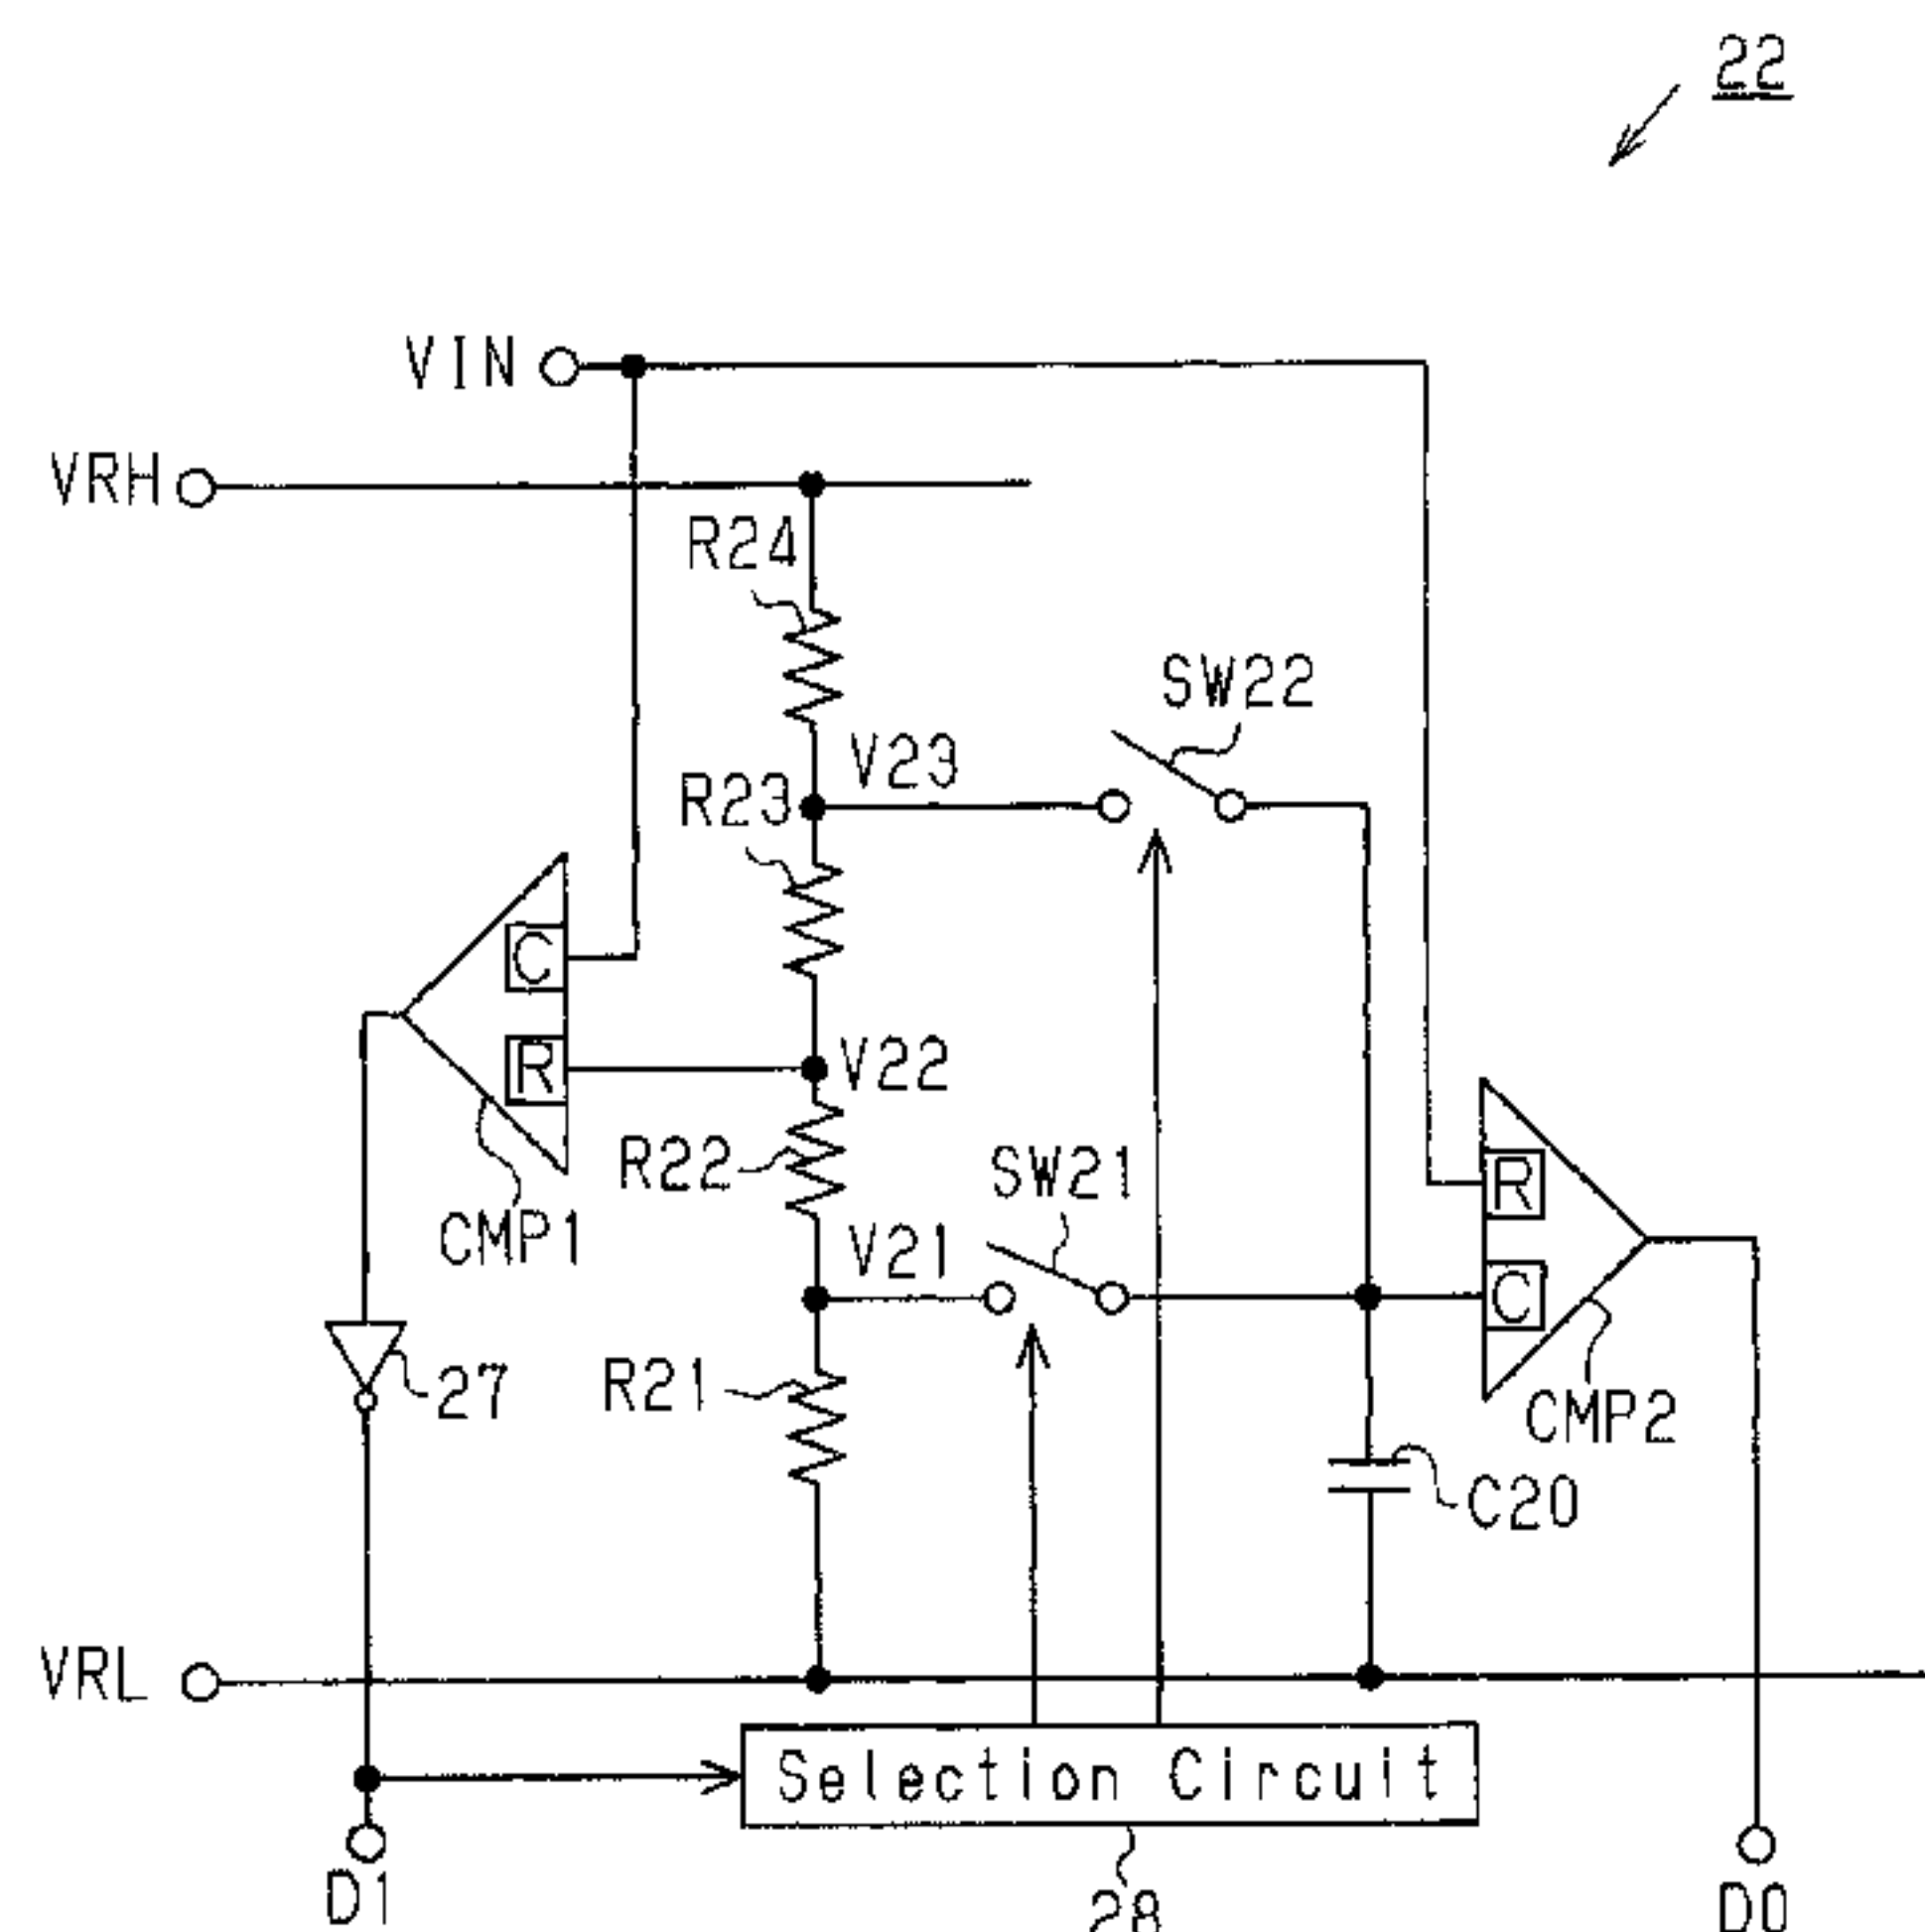 22
VIN
VRH
R24
SW22
V23
R23
C
R
V22
R
R22
SW21
CMP1
V21
C
27
R21
CMP2
C20
VRL
Selection Circuit
D1
28
D0